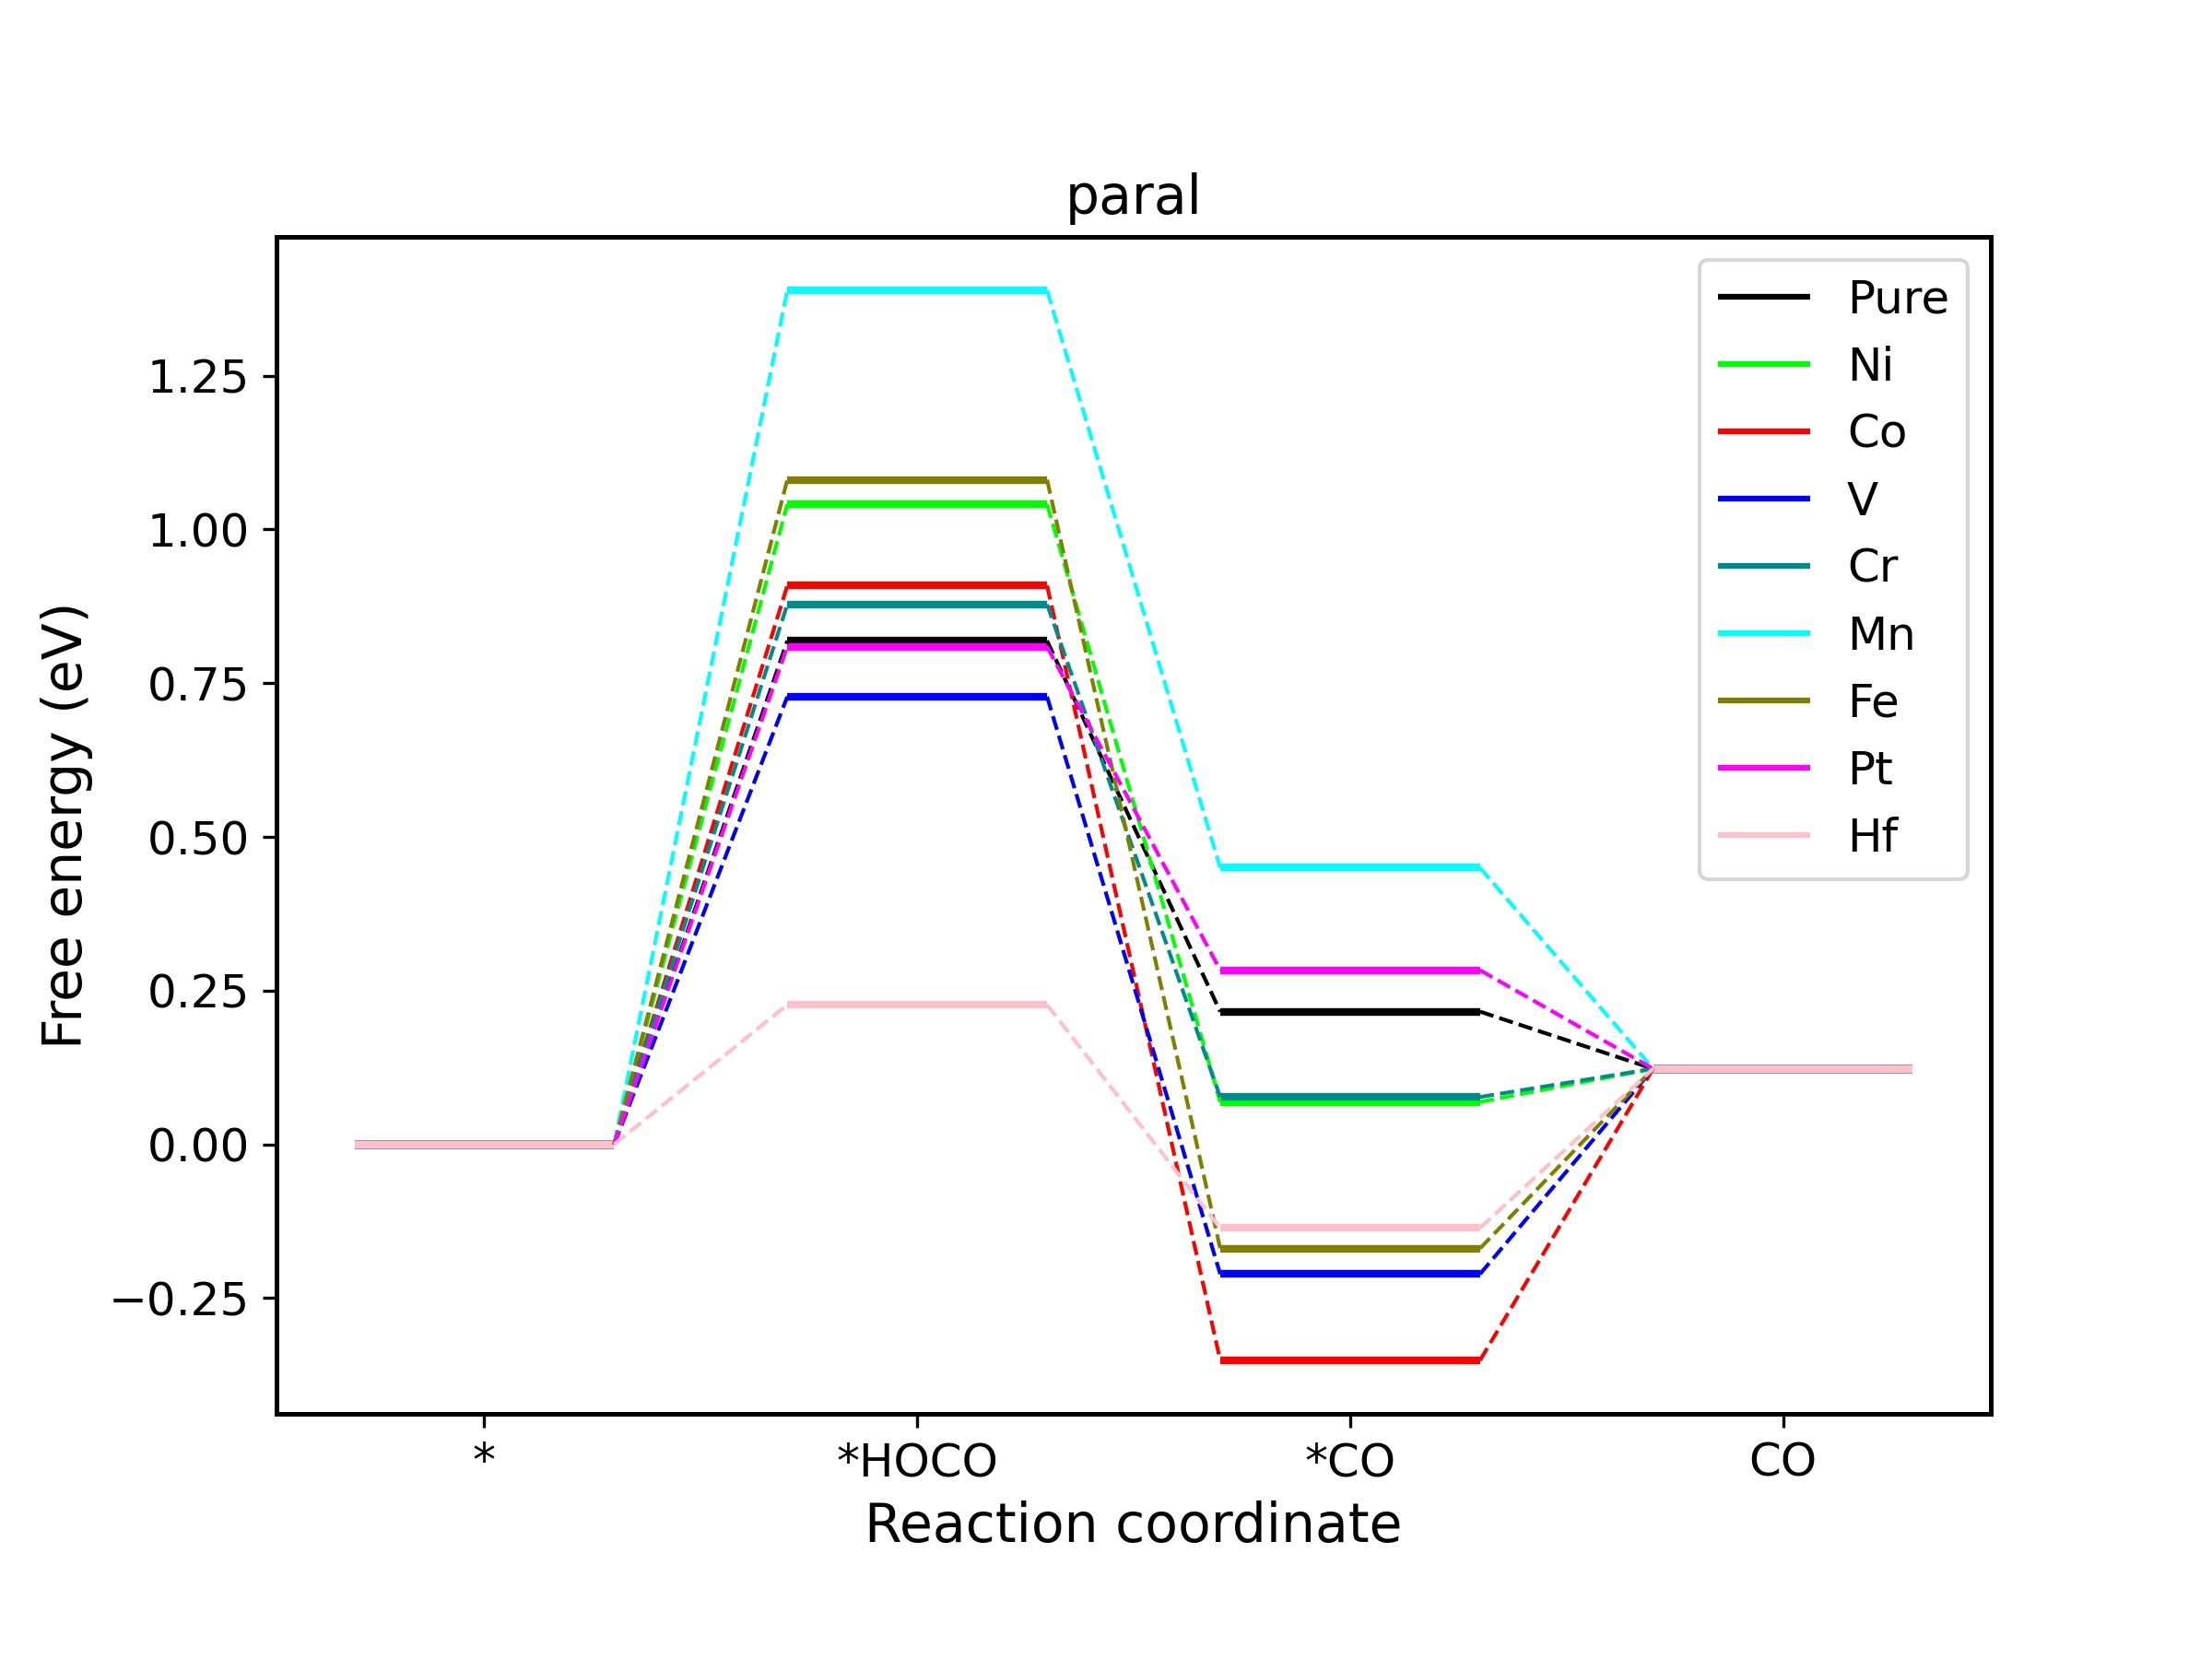 paral
Free energy (eV)
1.25
1.00
0.75
0.50
0.25
0.00
−0.25
Pure
Ni
Co
V
Cr
Mn
Fe
Pt
Hf
* *HOCO *CO CO
Reaction coordinate